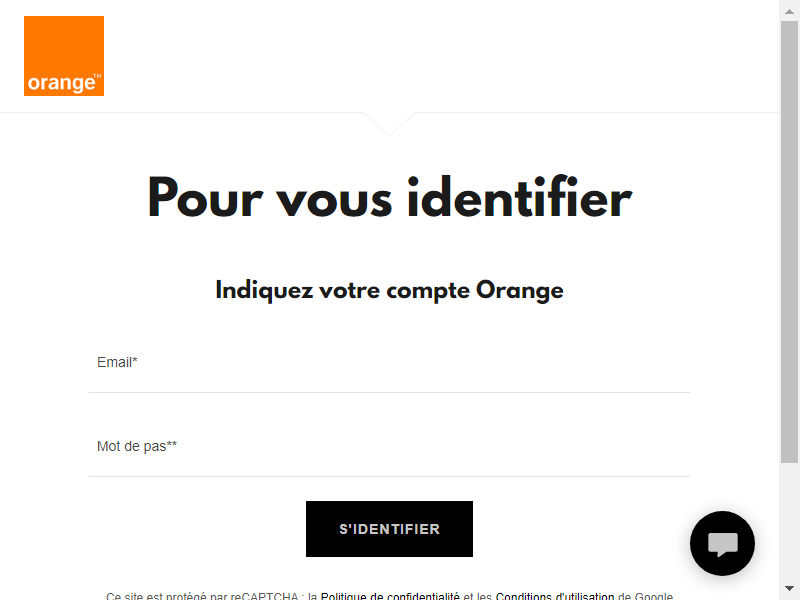 orange™
Pour vous identifier
Indiquez votre compte Orange
Email*
Mot de pas**
S'IDENTIFIER
Ce site est protégé par reCAPTCHA ; la Politique de confidentialité et les Conditions d'utilisation de Google